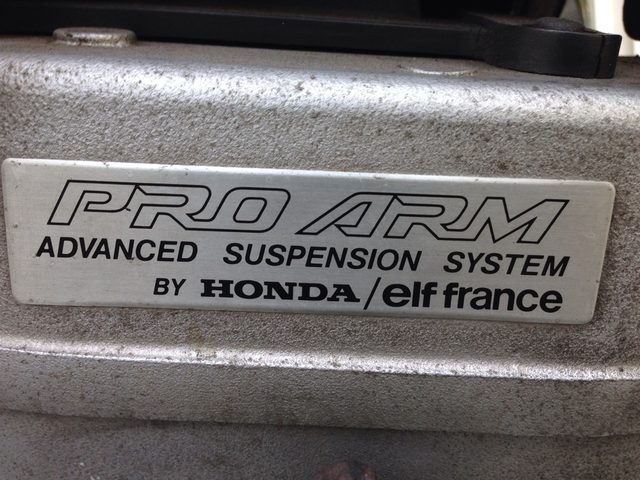 PRO ARM
ADVANCED SUSPENSION SYSTEM
BY HONDA/elf france